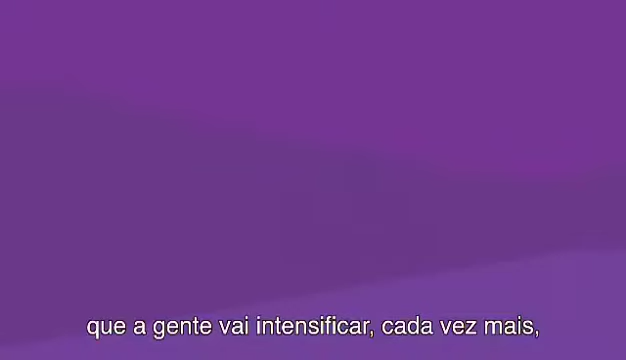 que a gente vai intensificar, cada vez mais,